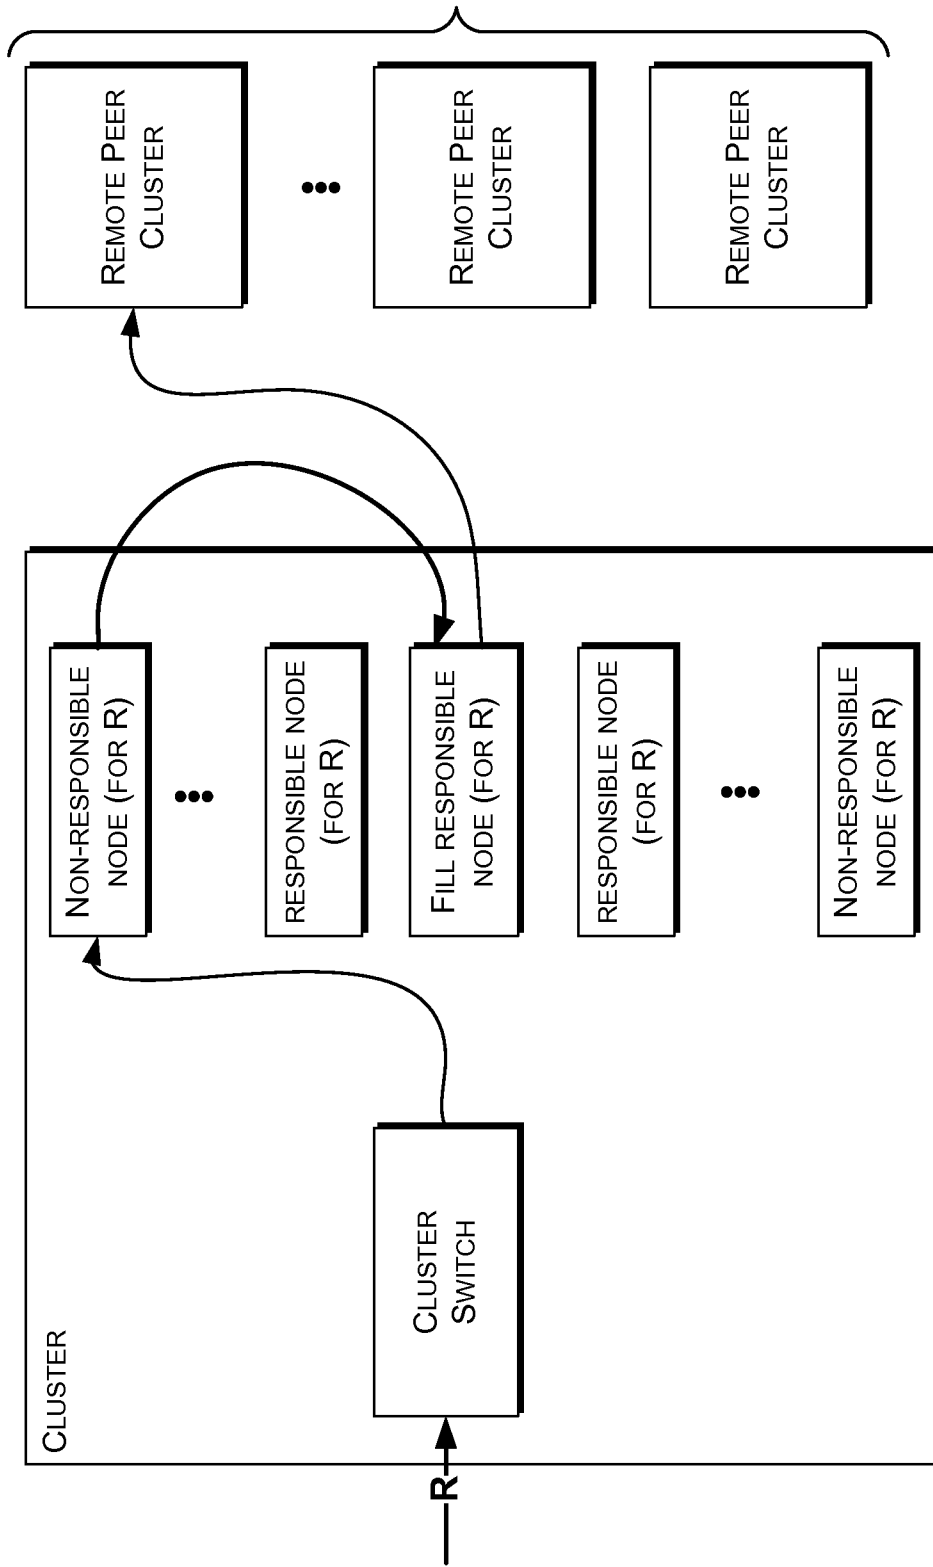 CLUSTER
R
CLUSTER
SWITCH
NON-RESPONSIBLE
NODE (FOR R)
•••
RESPONSIBLE NODE
(FOR R)
FILL RESPONSIBLE
NODE (FOR R)
RESPONSIBLE NODE
(FOR R)
•••
NON-RESPONSIBLE
NODE (FOR R)
REMOTE PEER
CLUSTER
•••
REMOTE PEER
CLUSTER
REMOTE PEER
CLUSTER